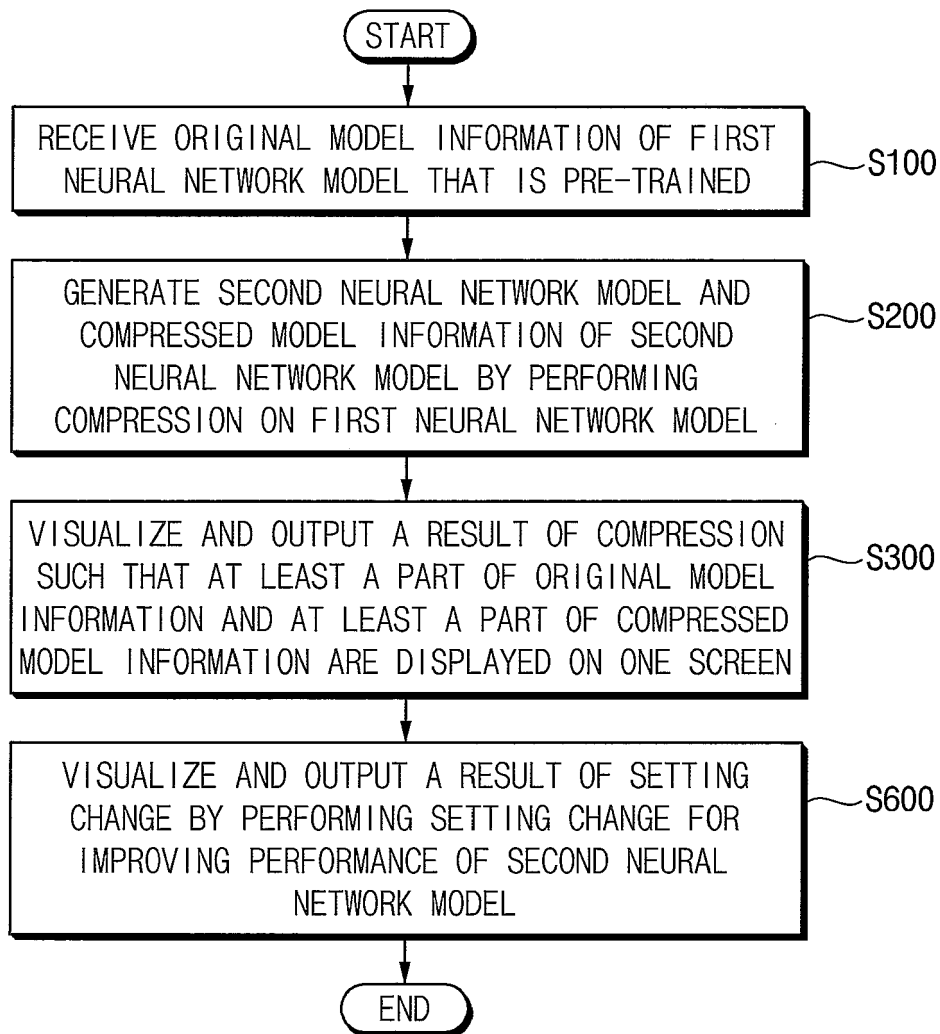 START
RECEIVE ORIGINAL MODEL INFORMATION OF FIRST
NEURAL NETWORK MODEL THAT IS PRE-TRAINED
S100
GENERATE SECOND NEURAL NETWORK MODEL AND
COMPRESSED MODEL INFORMATION OF SECOND
NEURAL NETWORK MODEL BY PERFORMING
COMPRESSION ON FIRST NEURAL NETWORK MODEL
S200
VISUALIZE AND OUTPUT A RESULT OF COMPRESSION
SUCH THAT AT LEAST A PART OF ORIGINAL MODEL
INFORMATION AND AT LEAST A PART OF COMPRESSED
MODEL INFORMATION ARE DISPLAYED ON ONE SCREEN
S300
VISUALIZE AND OUTPUT A RESULT OF SETTING
CHANGE BY PERFORMING SETTING CHANGE FOR
IMPROVING PERFORMANCE OF SECOND NEURAL
NETWORK MODEL
S600
END